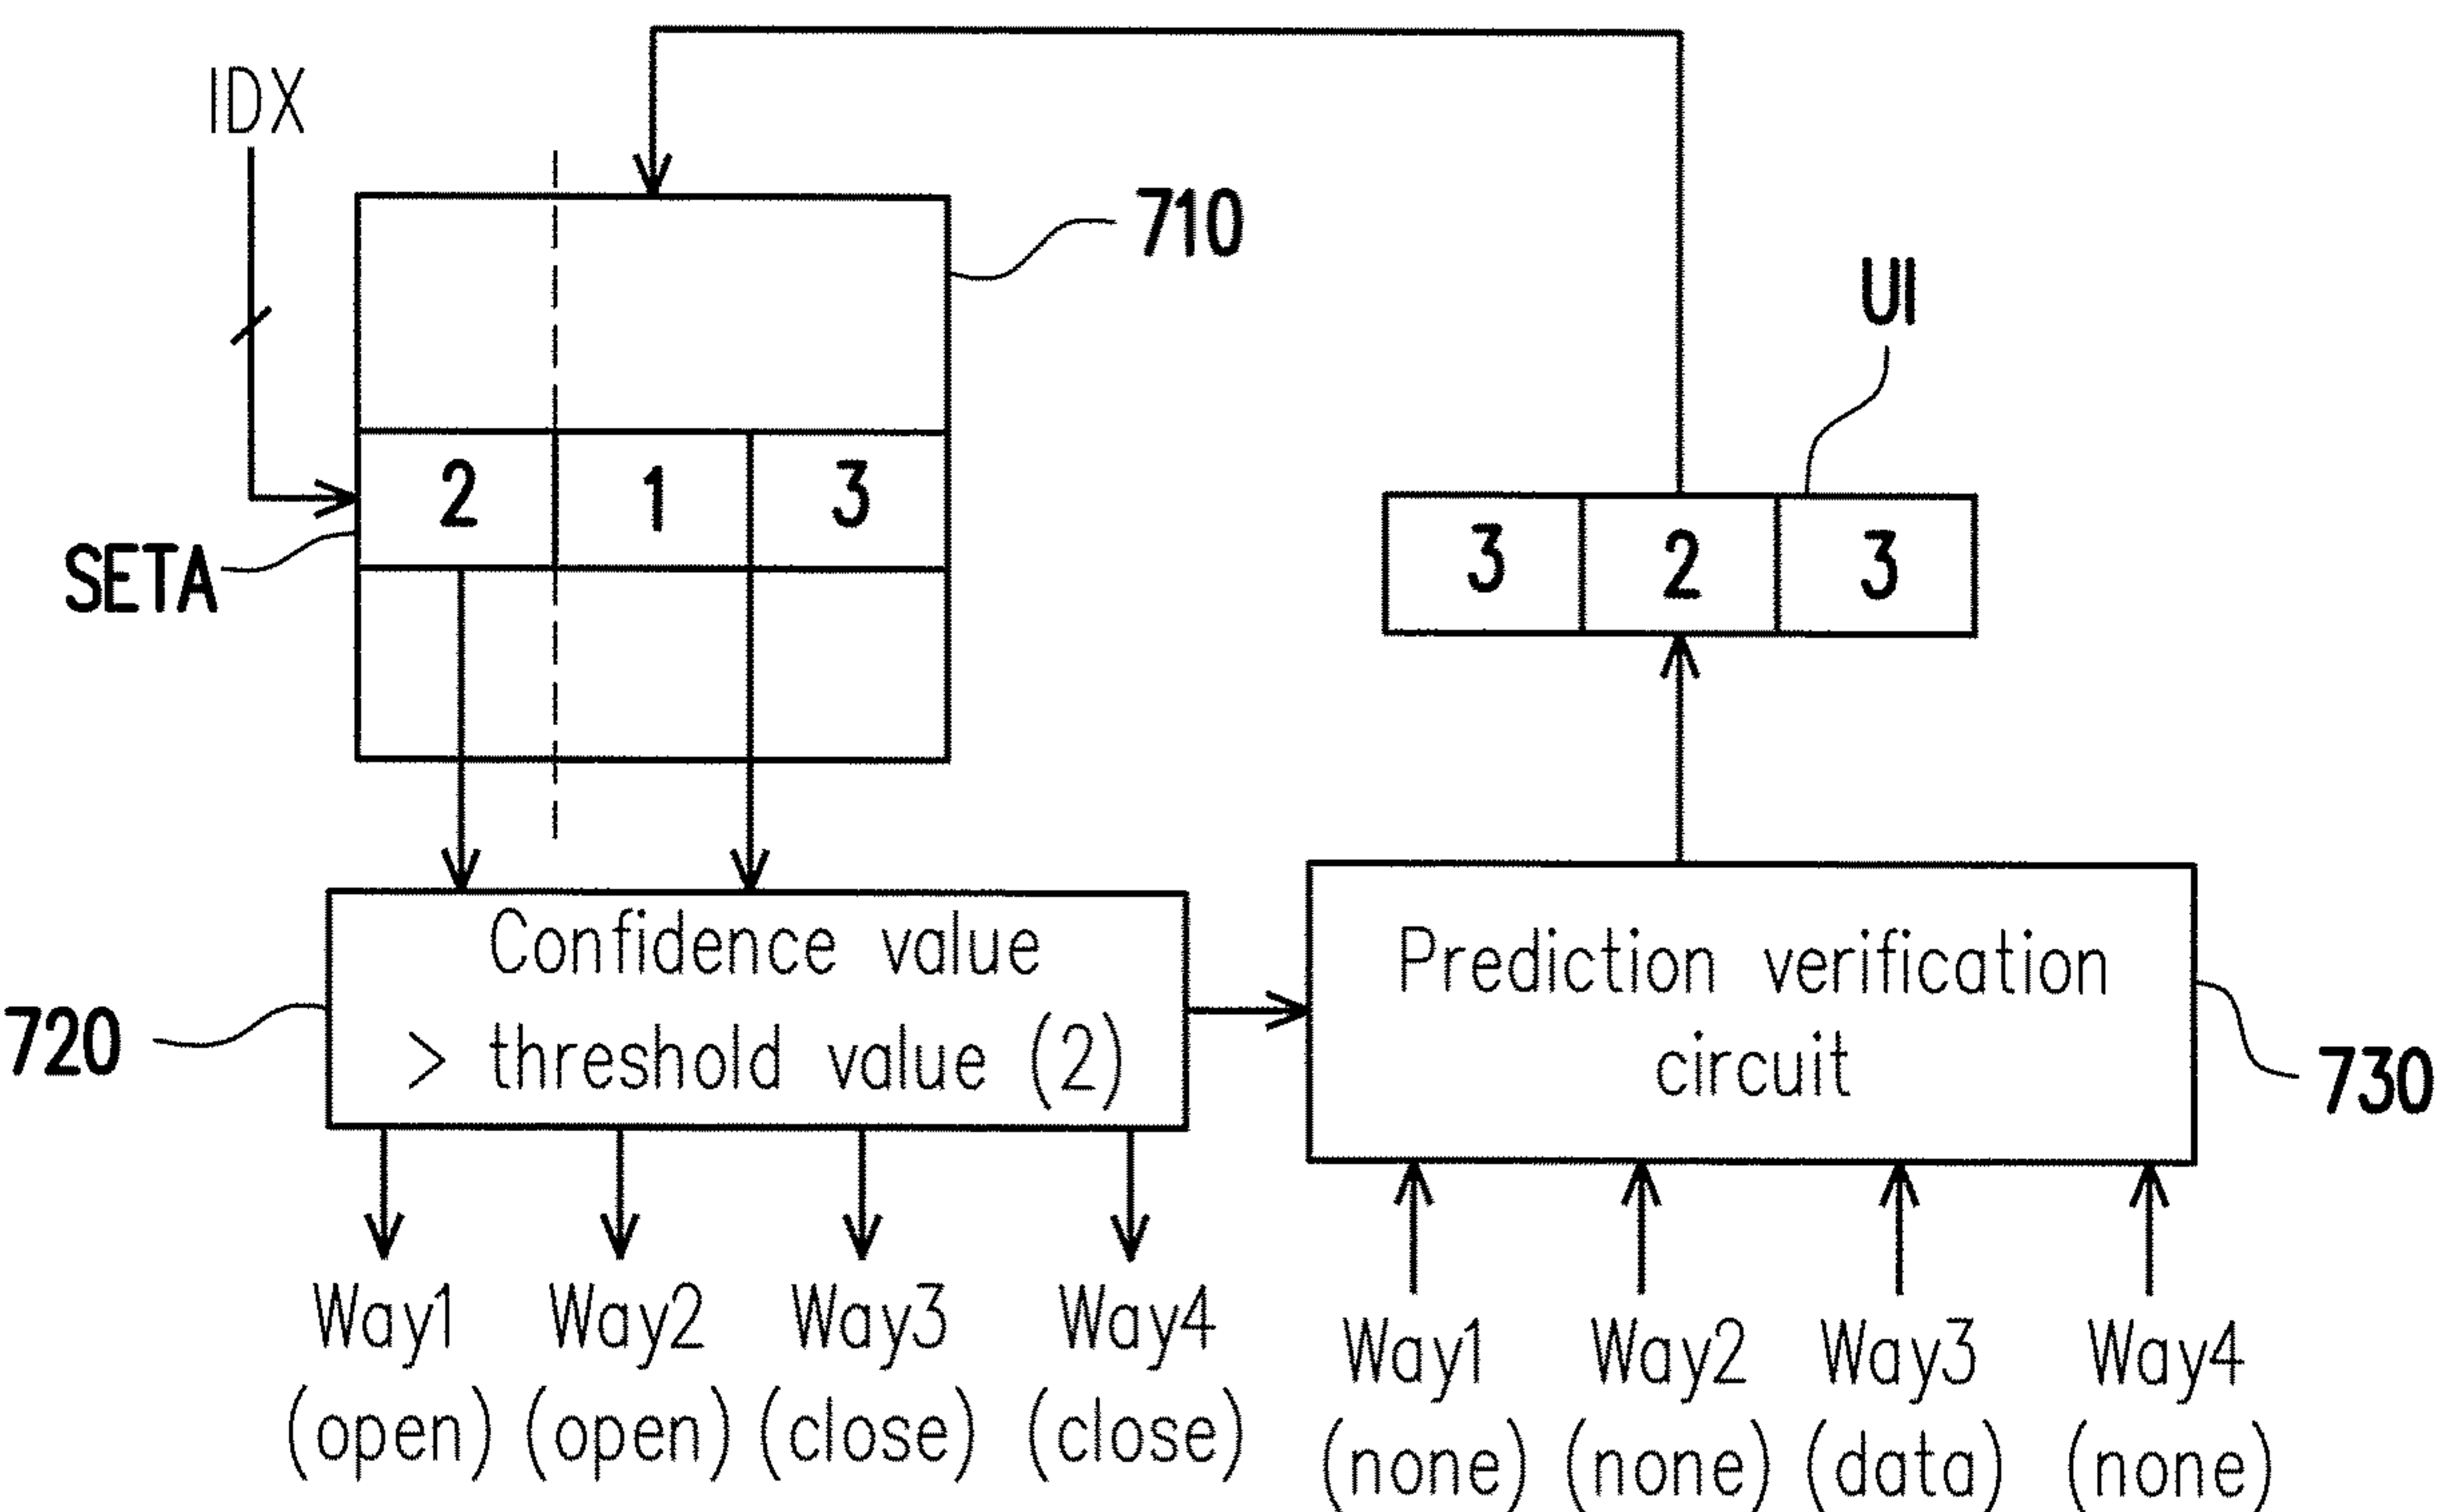 IDX
710
UI
2 1 3
3 2 3
SETA
Confidence value
> threshold value (2)
720
Prediction verification
circuit
730
Way1 Way2 Way3 Way4
(open) (open) (close) (close)
Way1 Way2 Way3 Way4
(none) (none) (data) (none)